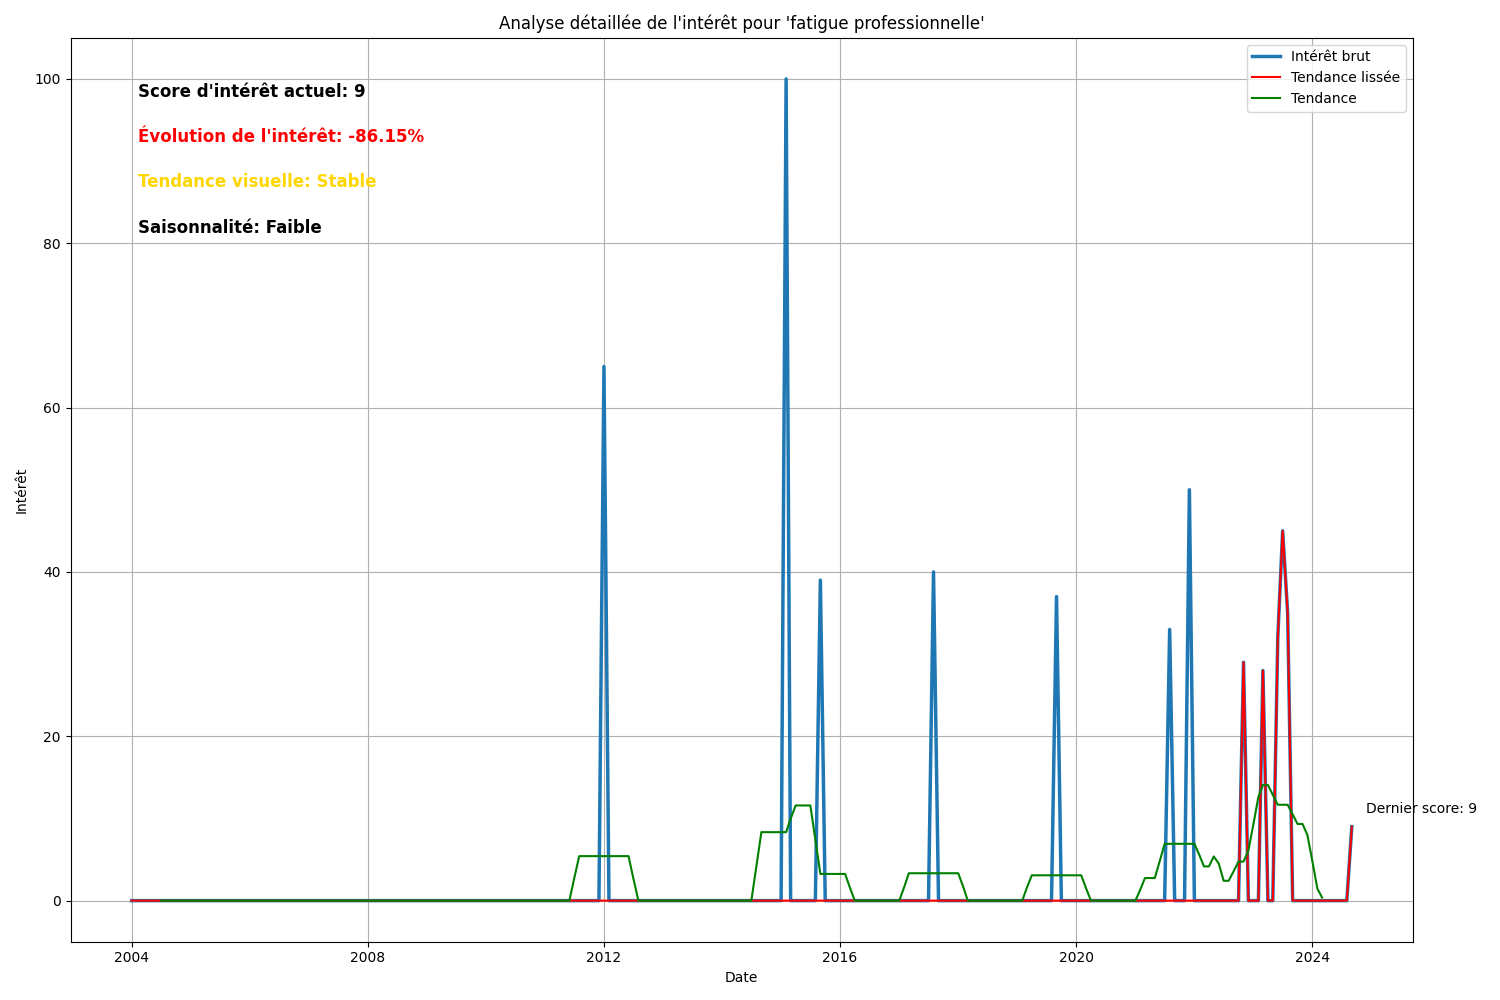 Analyse détaillée de l'intérêt pour 'fatigue professionnelle'
Intérêt brut
Tendance lissée
Tendance
Score d'intérêt actuel: 9
Évolution de l'intérêt: -86.15%
Tendance visuelle: Stable
Saisonnalité: Faible
100
80
60
40
20
0
Intérêt
Dernier score: 9
2004
2008
2012
2016
2020
2024
Date